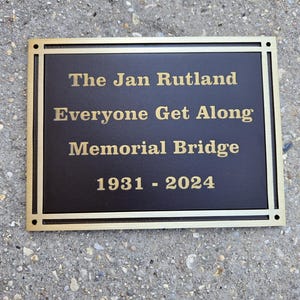 The Jan Rutland
Everyone Get Along
Memorial Bridge
1931 - 2024